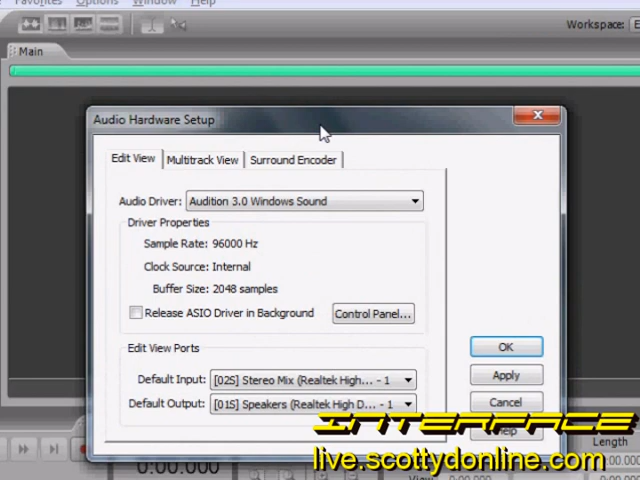 Favorites Options Window Help
Workspace: E
Main
Audio Hardware Setup
Edit View Multitrack View Surround Encoder
Audio Driver: Audition 3.0 Windows Sound
Driver Properties
Sample Rate: 96000 Hz
Clock Source: Internal
Buffer Size: 2048 samples
Release ASIO Driver in Background Control Panel...
Edit View Ports
OK
Default Input: [02S] Stereo Mix (Realtek High... - 1
Apply
Default Output: [01S] Speakers (Realtek High D... - 1
Cancel
INTERFACE
Help
Length
live.scottydonline.com
0:00.000